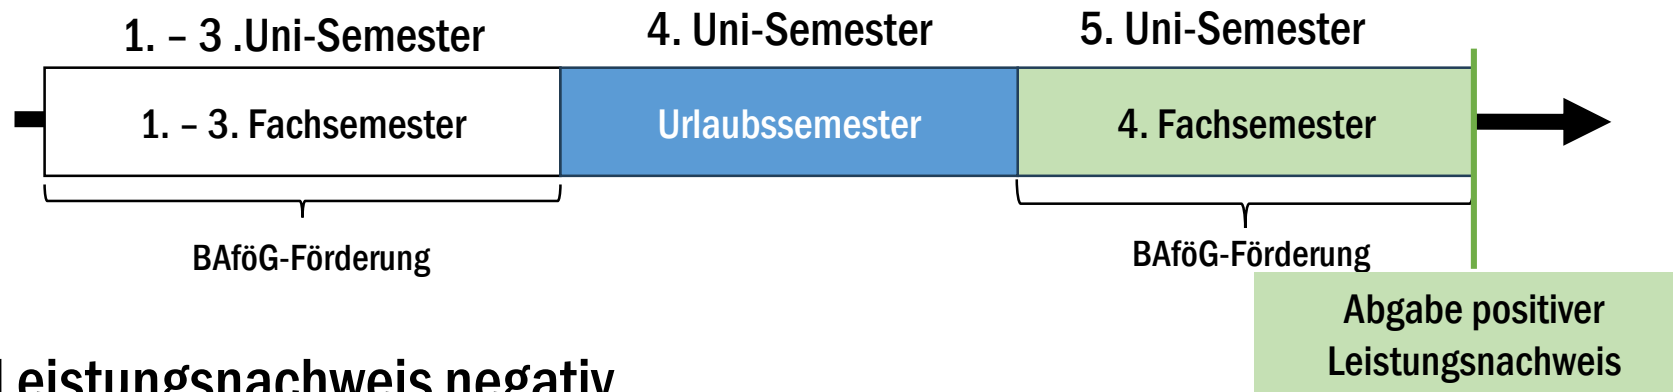 1. – 3 .Uni-Semester
4. Uni-Semester
5. Uni-Semester
1. – 3. Fachsemester
Urlaubssemester
4. Fachsemester
BAföG-Förderung
BAföG-Förderung
Abgabe positiver
Leistungsnachweis
Leistungsnachweis negativ